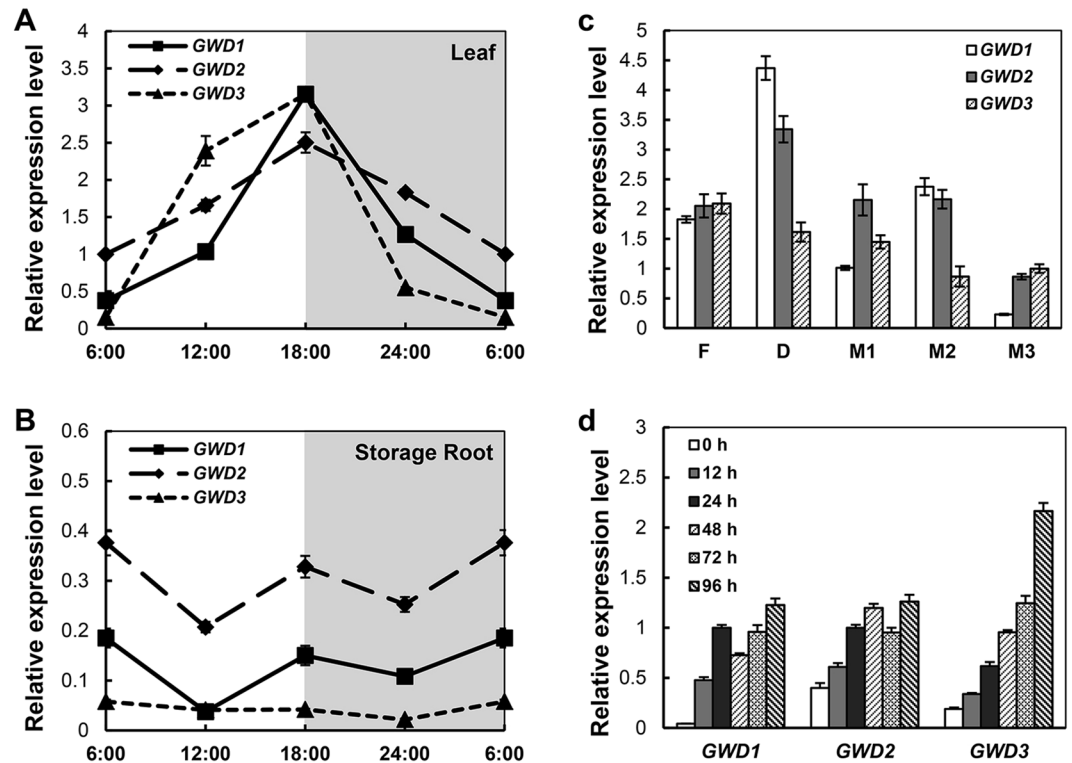 A
Relative expression level
4
3.5
3
2.5
2
1.5
1
0.5
0
GWD1
GWD2
GWD3
Leaf
6:00 12:00 18:00 24:00 6:00
B
Relative expression level
0.6
0.5
0.4
0.3
0.2
0.1
0
GWD1
GWD2
GWD3
Storage Root
6:00 12:00 18:00 24:00 6:00
c
Relative expression level
5
4.5
4
3.5
3
2.5
2
1.5
1
0.5
0
GWD1
GWD2
GWD3
F D M1 M2 M3
d
Relative expression level
3
2.5
2
1.5
1
0.5
0
0 h
12 h
24 h
48 h
72 h
96 h
GWD1 GWD2 GWD3